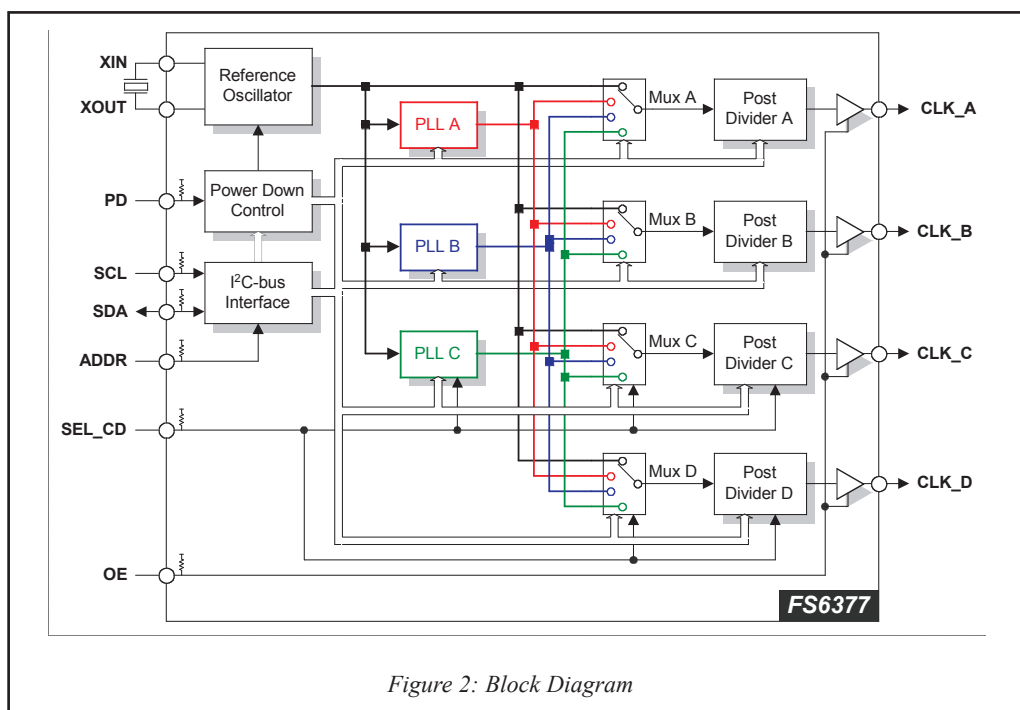 XIN
XOUT
PD
SCL
SDA
ADDR
SEL_CD
OE
Reference
Oscillator
Power Down
Control
I²C-bus
Interface
PLL A
PLL B
PLL C
Mux A
Post
Divider A
CLK_A
Mux B
Post
Divider B
CLK_B
Mux C
Post
Divider C
CLK_C
Mux D
Post
Divider D
CLK_D
FS6377
Figure 2: Block Diagram